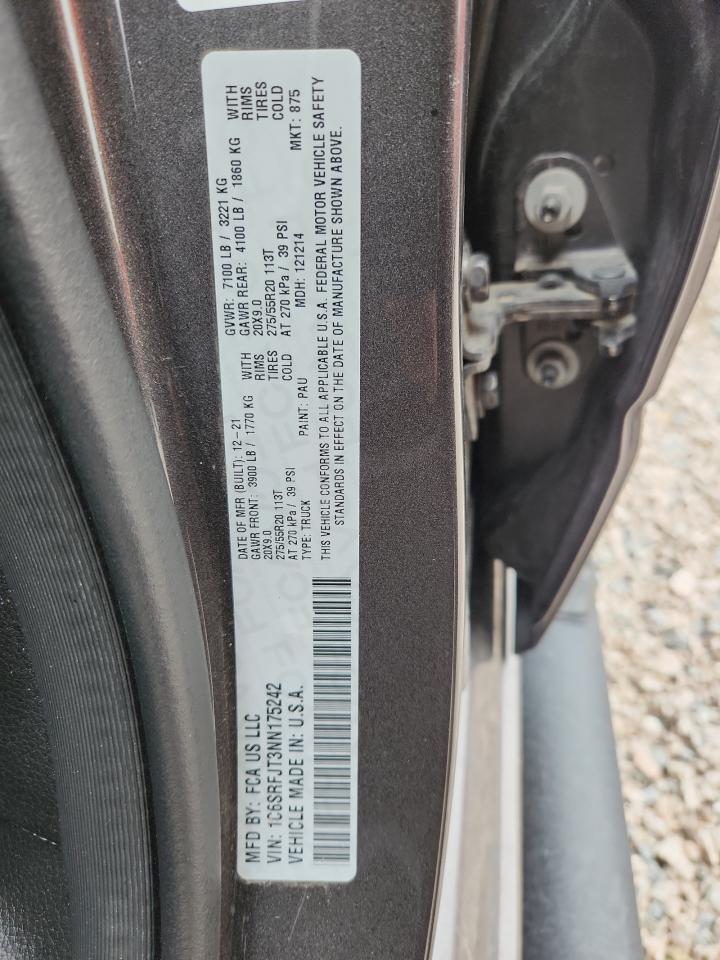 MFD BY: FCA US LLC
DATE OF MFR (BUILT): 12-21
GVWR: 7100 LB / 3221 KG
VIN: 1C6SRFJT3NN175242
GAWR FRONT: 3900 LB / 1770 KG WITH
GAWR REAR: 4100 LB / 1860 KG WITH
VEHICLE MADE IN: U.S.A.
20X9.0 RIMS
20X9.0 RIMS
275/55R20 113T TIRES
275/55R20 113T TIRES
AT 270 kPa / 39 PSI COLD
AT 270 kPa / 39 PSI COLD
TYPE: TRUCK PAINT: PAU MDH: 121214 MKT: 875
THIS VEHICLE CONFORMS TO ALL APPLICABLE U.S.A. FEDERAL MOTOR VEHICLE SAFETY
STANDARDS IN EFFECT ON THE DATE OF MANUFACTURE SHOWN ABOVE.